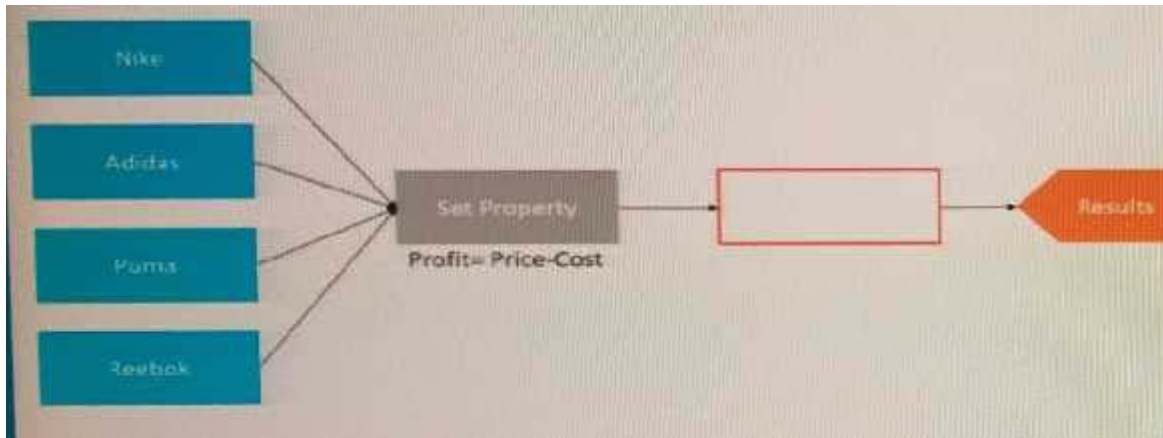 Nike
Adidas
Puma
Reebok
Set Property
Profit= Price-Cost
Results